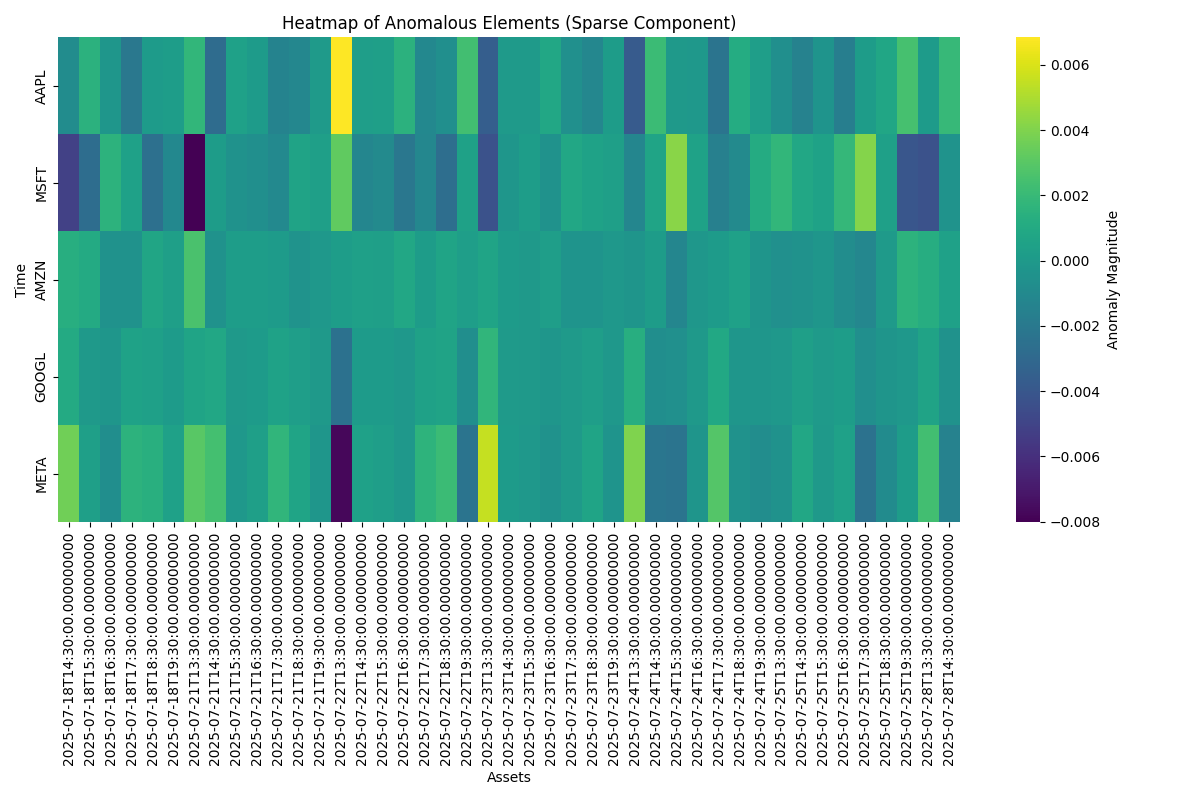 Heatmap of Anomalous Elements (Sparse Component)
Time
AAPL
MSFT
AMZN
GOOGL
META
2025-07-18T14:30:00.000000000
2025-07-18T15:30:00.000000000
2025-07-18T16:30:00.000000000
2025-07-18T17:30:00.000000000
2025-07-18T18:30:00.000000000
2025-07-18T19:30:00.000000000
2025-07-21T13:30:00.000000000
2025-07-21T14:30:00.000000000
2025-07-21T15:30:00.000000000
2025-07-21T16:30:00.000000000
2025-07-21T17:30:00.000000000
2025-07-21T18:30:00.000000000
2025-07-21T19:30:00.000000000
2025-07-22T13:30:00.000000000
2025-07-22T14:30:00.000000000
2025-07-22T15:30:00.000000000
2025-07-22T16:30:00.000000000
2025-07-22T17:30:00.000000000
2025-07-22T18:30:00.000000000
2025-07-22T19:30:00.000000000
2025-07-23T13:30:00.000000000
2025-07-23T14:30:00.000000000
2025-07-23T15:30:00.000000000
2025-07-23T16:30:00.000000000
2025-07-23T17:30:00.000000000
2025-07-23T18:30:00.000000000
2025-07-23T19:30:00.000000000
2025-07-24T13:30:00.000000000
2025-07-24T14:30:00.000000000
2025-07-24T15:30:00.000000000
2025-07-24T16:30:00.000000000
2025-07-24T17:30:00.000000000
2025-07-24T18:30:00.000000000
2025-07-24T19:30:00.000000000
2025-07-25T13:30:00.000000000
2025-07-25T14:30:00.000000000
2025-07-25T15:30:00.000000000
2025-07-25T16:30:00.000000000
2025-07-25T17:30:00.000000000
2025-07-25T18:30:00.000000000
2025-07-25T19:30:00.000000000
2025-07-28T13:30:00.000000000
2025-07-28T14:30:00.000000000
Assets
0.006
0.004
0.002
0.000
−0.002
−0.004
−0.006
−0.008
Anomaly Magnitude